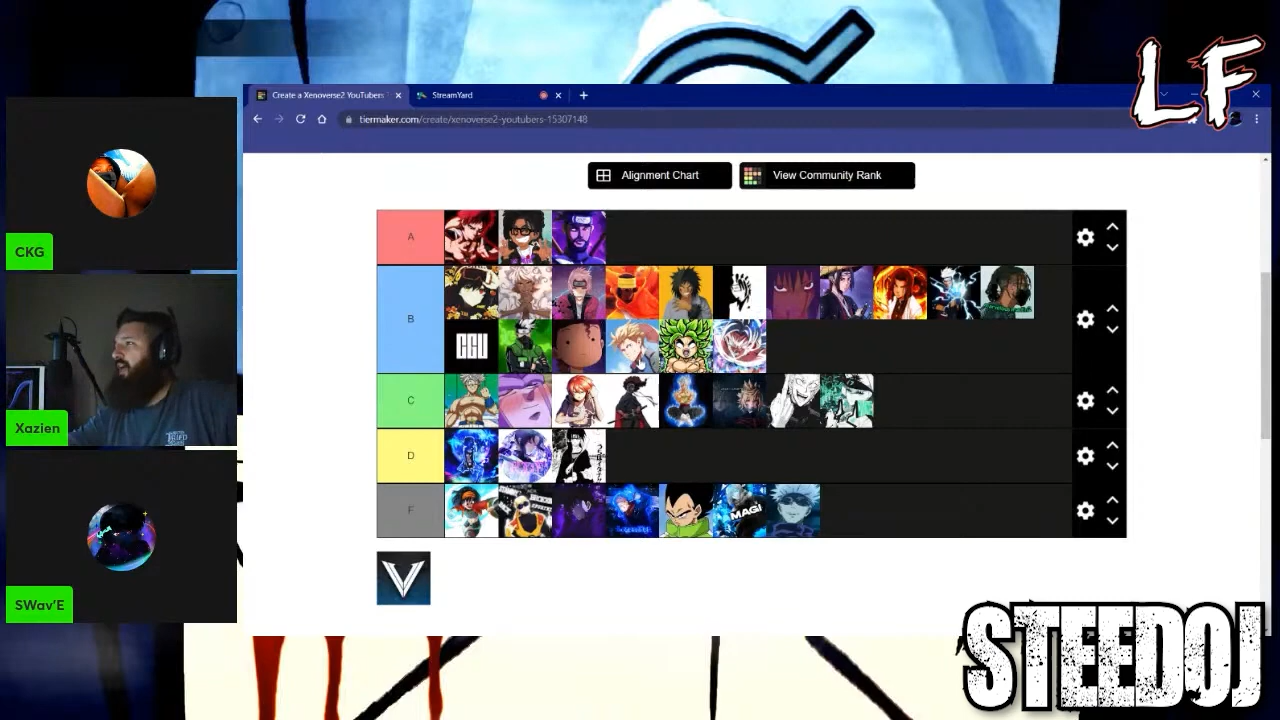 LF
Create a Xenoverse2 YouTubers
StreamYard
tiermaker.com/create/xenoverse2-youtubers-15307148
Alignment Chart
View Community Rank
A
B
CGU
C
D
F
MAGI
CKG
Xazien
SWav'E
STEEDOJ